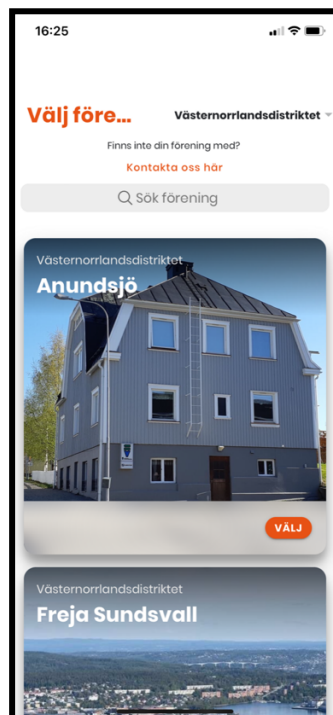 16:25
Välj före...
Västernorrlandsdistriktet
Finns inte din förening med?
Kontakta oss här
Sök förening
Västernorrlandsdistriktet
Anundsjö
VÄLJ
Västernorrlandsdistriktet
Freja Sundsvall